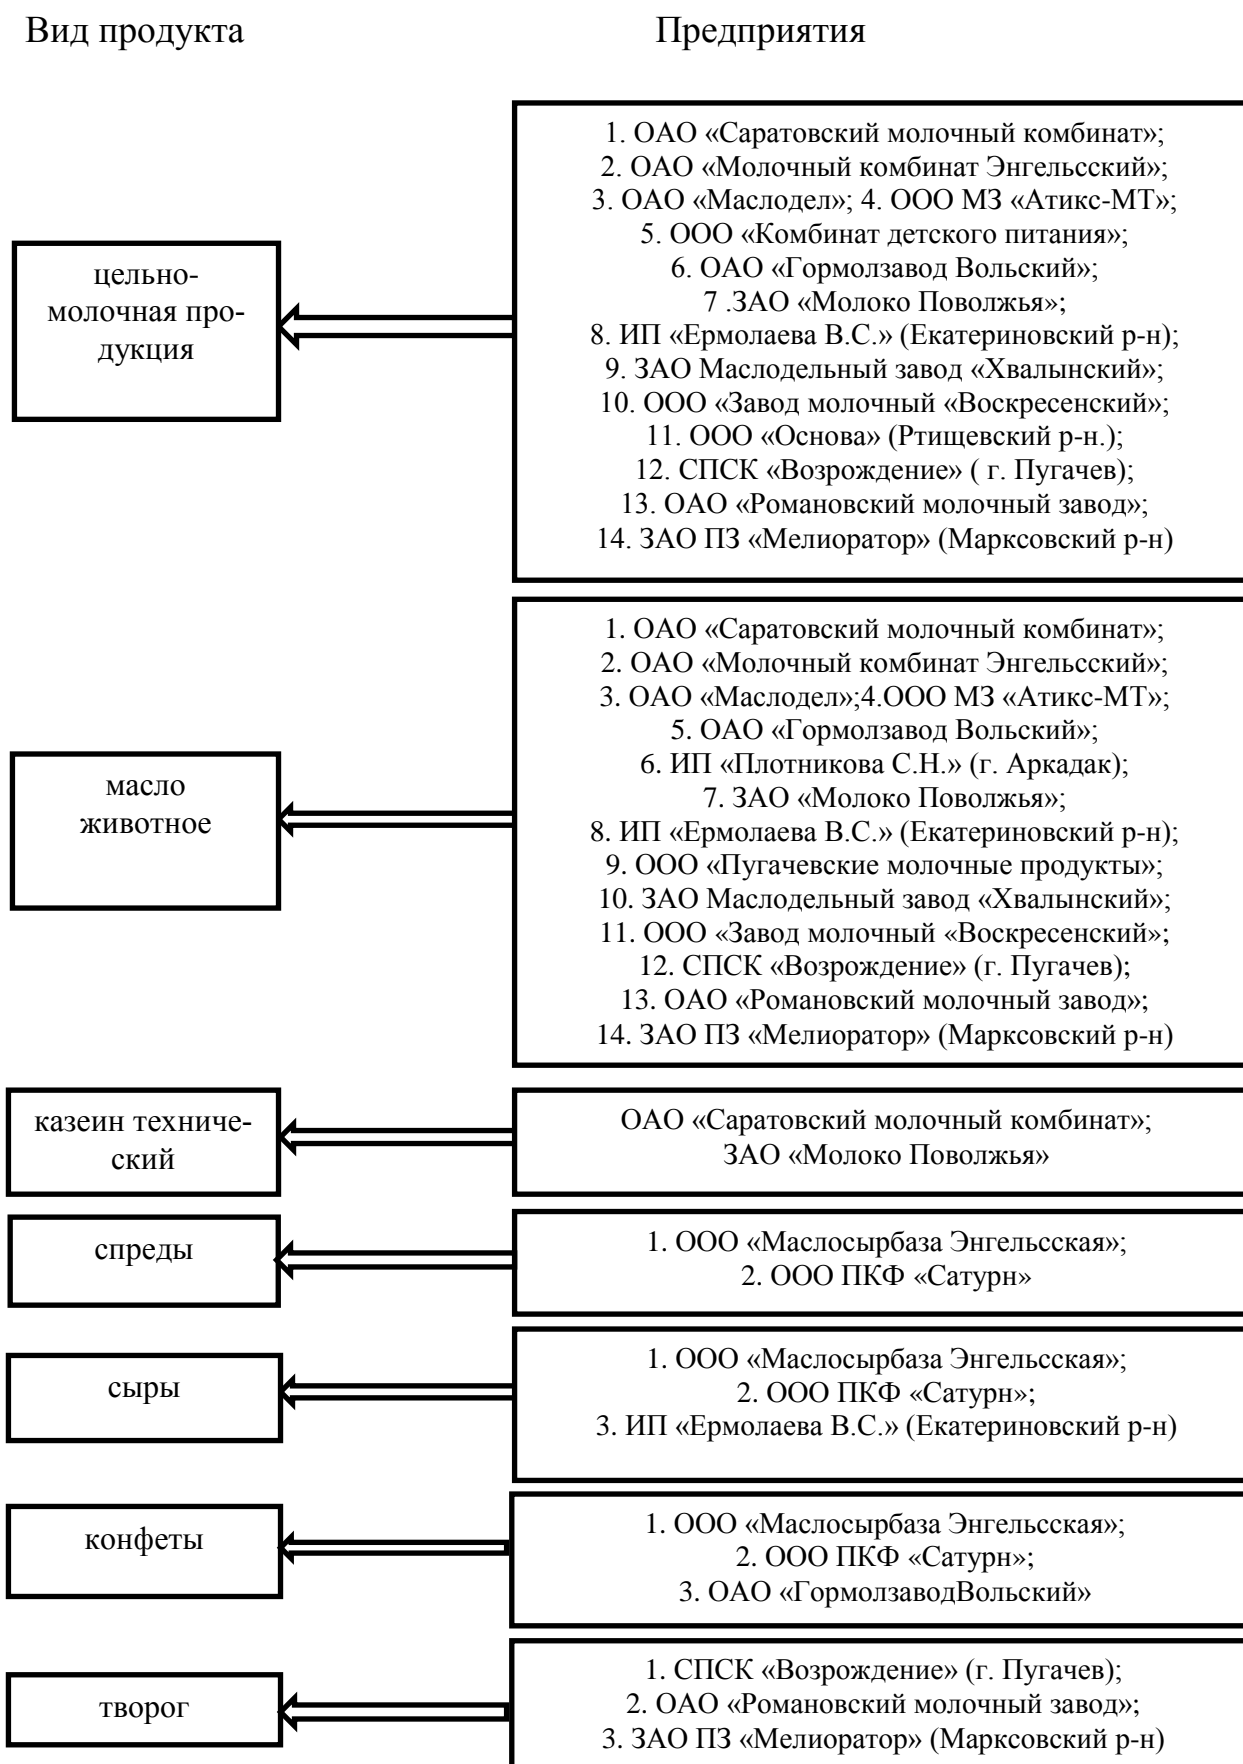 Вид продукта
Предприятия
цельно-
молочная про-
дукция
1. ОАО «Саратовский молочный комбинат»;
2. ОАО «Молочный комбинат Энгельсский»;
3. ОАО «Маслодел»; 4. ООО МЗ «Атикс-МТ»;
5. ООО «Комбинат детского питания»;
6. ОАО «Гормолзавод Вольский»;
7 .ЗАО «Молоко Поволжья»;
8. ИП «Ермолаева В.С.» (Екатериновский р-н);
9. ЗАО Маслодельный завод «Хвалынский»;
10. ООО «Завод молочный «Воскресенский»;
11. ООО «Основа» (Ртищевский р-н.);
12. СПСК «Возрождение» ( г. Пугачев);
13. ОАО «Романовский молочный завод»;
14. ЗАО ПЗ «Мелиоратор» (Марксовский р-н)
масло
животное
1. ОАО «Саратовский молочный комбинат»;
2. ОАО «Молочный комбинат Энгельсский»;
3. ОАО «Маслодел»;4.ООО МЗ «Атикс-МТ»;
5. ОАО «Гормолзавод Вольский»;
6. ИП «Плотникова С.Н.» (г. Аркадак);
7. ЗАО «Молоко Поволжья»;
8. ИП «Ермолаева В.С.» (Екатериновский р-н);
9. ООО «Пугачевские молочные продукты»;
10. ЗАО Маслодельный завод «Хвалынский»;
11. ООО «Завод молочный «Воскресенский»;
12. СПСК «Возрождение» (г. Пугачев);
13. ОАО «Романовский молочный завод»;
14. ЗАО ПЗ «Мелиоратор» (Марксовский р-н)
казеин техниче-
ский
ОАО «Саратовский молочный комбинат»;
ЗАО «Молоко Поволжья»
спреды
1. ООО «Маслосырбаза Энгельсская»;
2. ООО ПКФ «Сатурн»
сыры
1. ООО «Маслосырбаза Энгельсская»;
2. ООО ПКФ «Сатурн»;
3. ИП «Ермолаева В.С.» (Екатериновский р-н)
конфеты
1. ООО «Маслосырбаза Энгельсская»;
2. ООО ПКФ «Сатурн»;
3. ОАО «ГормолзаводВольский»
творог
1. СПСК «Возрождение» (г. Пугачев);
2. ОАО «Романовский молочный завод»;
3. ЗАО ПЗ «Мелиоратор» (Марксовский р-н)